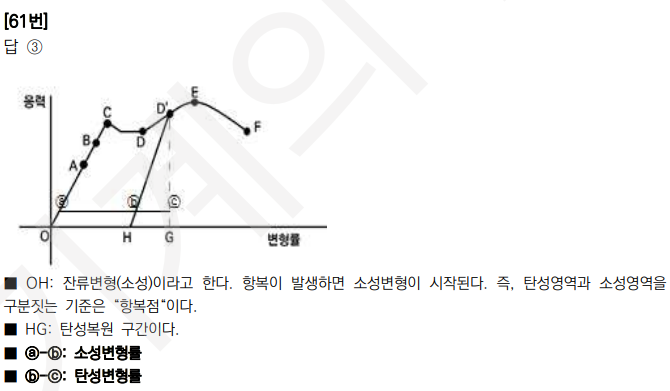 [61번]
답 ③
응력
E
D'
C
F
B
D
A
ⓐ ⓑ ⓒ
O H G 변형률
■ OH: 잔류변형(소성)이라고 한다. 항복이 발생하면 소성변형이 시작된다. 즉, 탄성영역과 소성영역을
구분짓는 기준은 “항복점“이다.
■ HG: 탄성복원 구간이다.
■ ⓐ-ⓑ: 소성변형률
■ ⓑ-ⓒ: 탄성변형률